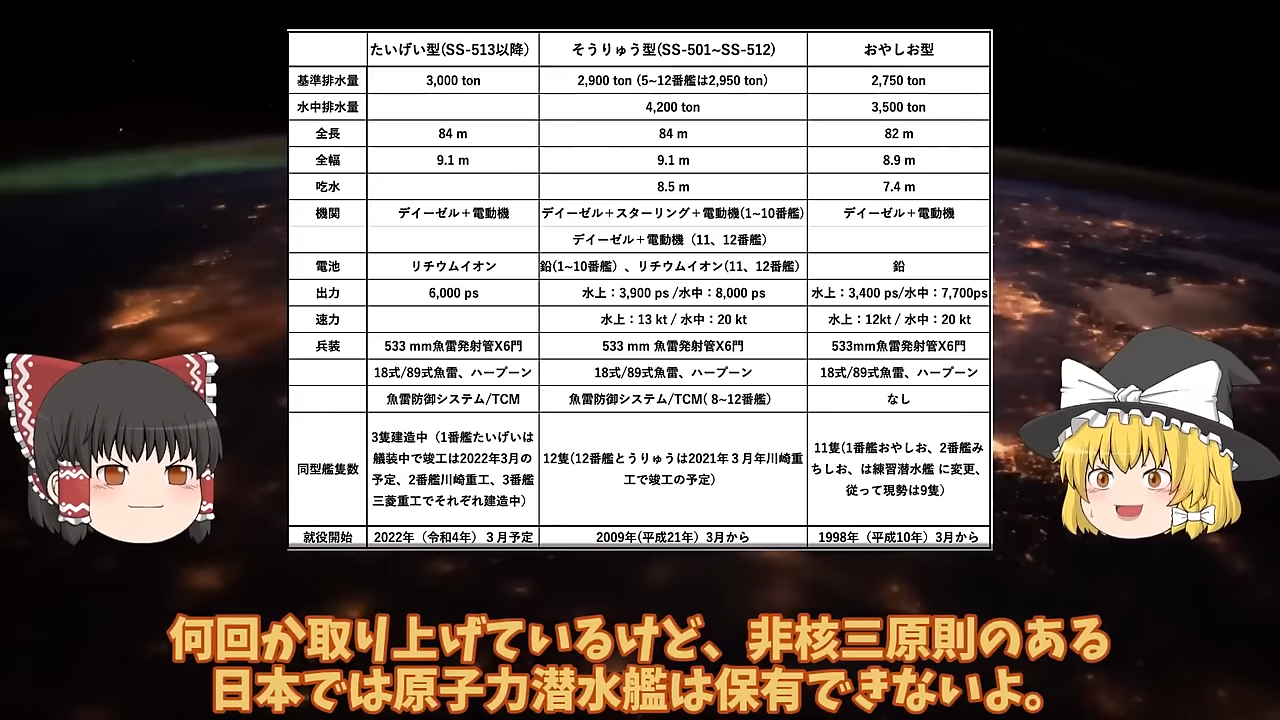 たいげい型(SS-513以降) そうりゅう型(SS-501~SS-512) おやしお型
基準排水量 3,000 ton 2,900 ton (5~12番艦は2,950 ton) 2,750 ton
水中排水量 4,200 ton 3,500 ton
全長 84 m 84 m 82 m
全幅 9.1 m 9.1 m 8.9 m
吃水 8.5 m 7.4 m
機関 デイーゼル＋電動機 デイーゼル＋スターリング＋電動機(1~10番艦) デイーゼル＋電動機
デイーゼル＋電動機（11、12番艦）
電池 リチウムイオン 鉛(1~10番艦）、リチウムイオン(11、12番艦） 鉛
出力 6,000 ps 水上：3,900 ps /水中：8,000 ps 水上：3,400 ps/水中：7,700ps
速力 水上：13 kt / 水中：20 kt 水上：12kt / 水中：20 kt
兵装 533 mm魚雷発射管X6門 533 mm 魚雷発射管X6門 533mm魚雷発射管X6門
18式/89式魚雷、ハープーン 18式/89式魚雷、ハープーン 18式/89式魚雷、ハープーン
魚雷防御システム/TCM 魚雷防御システム/TCM( 8~12番艦） なし
同型艦隻数
3隻建造中（1番艦たいげいは
艤装中で竣工は2022年3月の
予定、2番艦川崎重工、3番艦
三菱重工でそれぞれ建造中）
12隻(12番艦とうりゅうは2021年３月年川崎重
工で竣工の予定）
11隻(1番艦おやしお、2番艦み
ちしお、は練習潜水艦 に変更、
従って現勢は9隻）
就役開始 2022年（令和4年）３月予定 2009年(平成21年）3月から 1998年（平成10年）3月から
何回か取り上げているけど、非核三原則のある
日本では原子力潜水艦は保有できないよ。